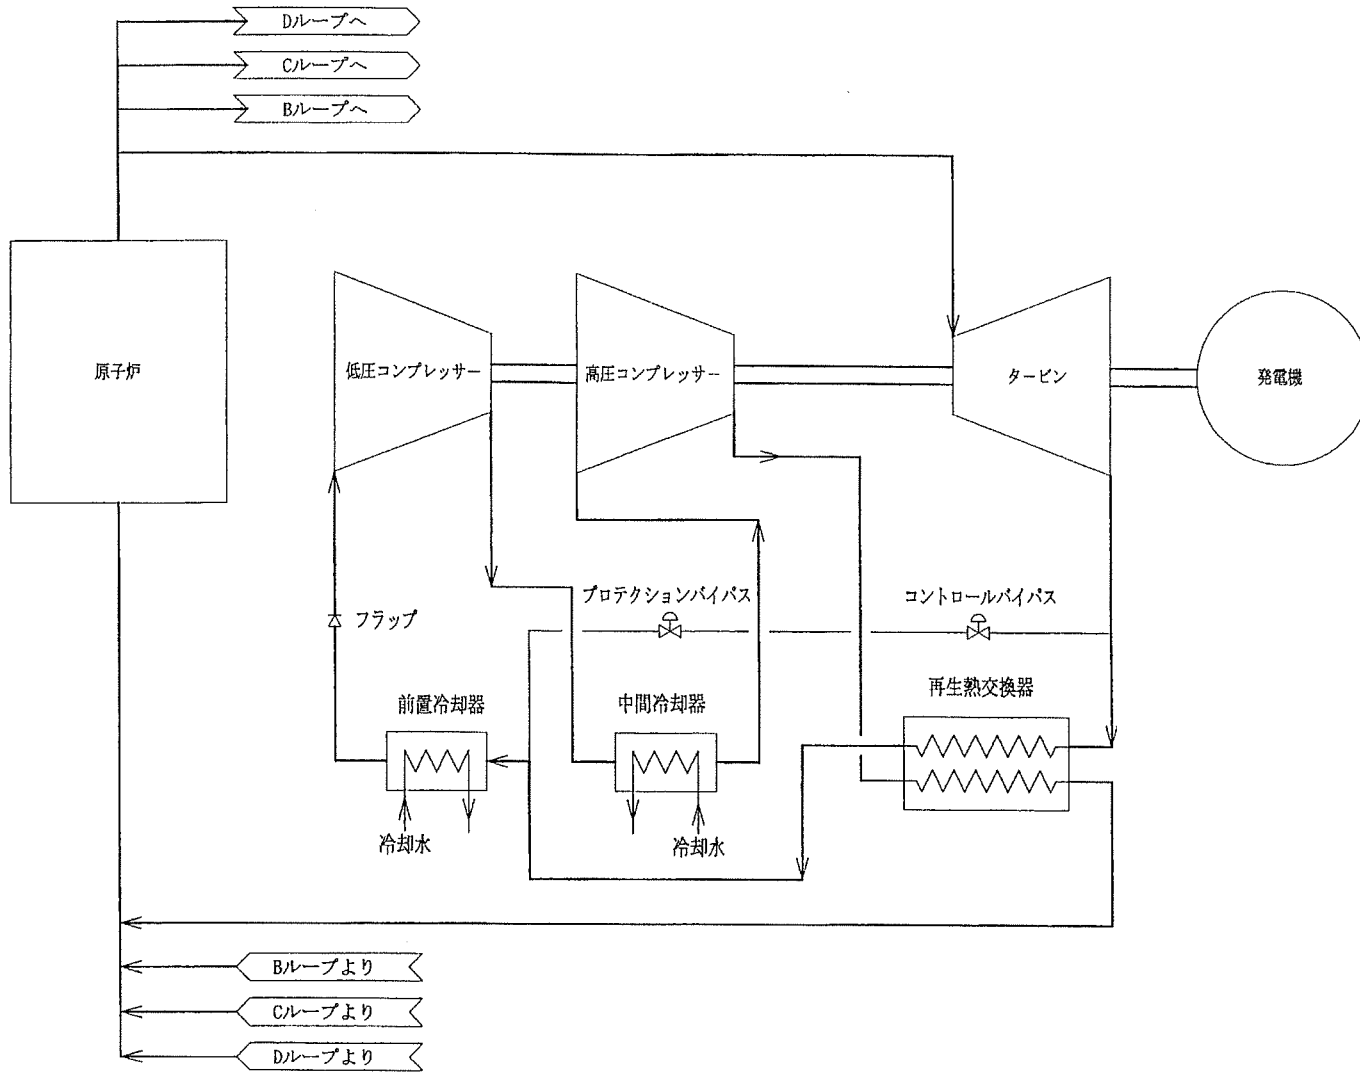 Dループへ
Cループへ
Bループへ
原子炉
低圧コンプレッサー
高圧コンプレッサー
タービン
発電機
フラップ
プロテクションバイパス
コントロールバイパス
前置冷却器
中間冷却器
再生熱交換器
冷却水
冷却水
Bループより
Cループより
Dループより